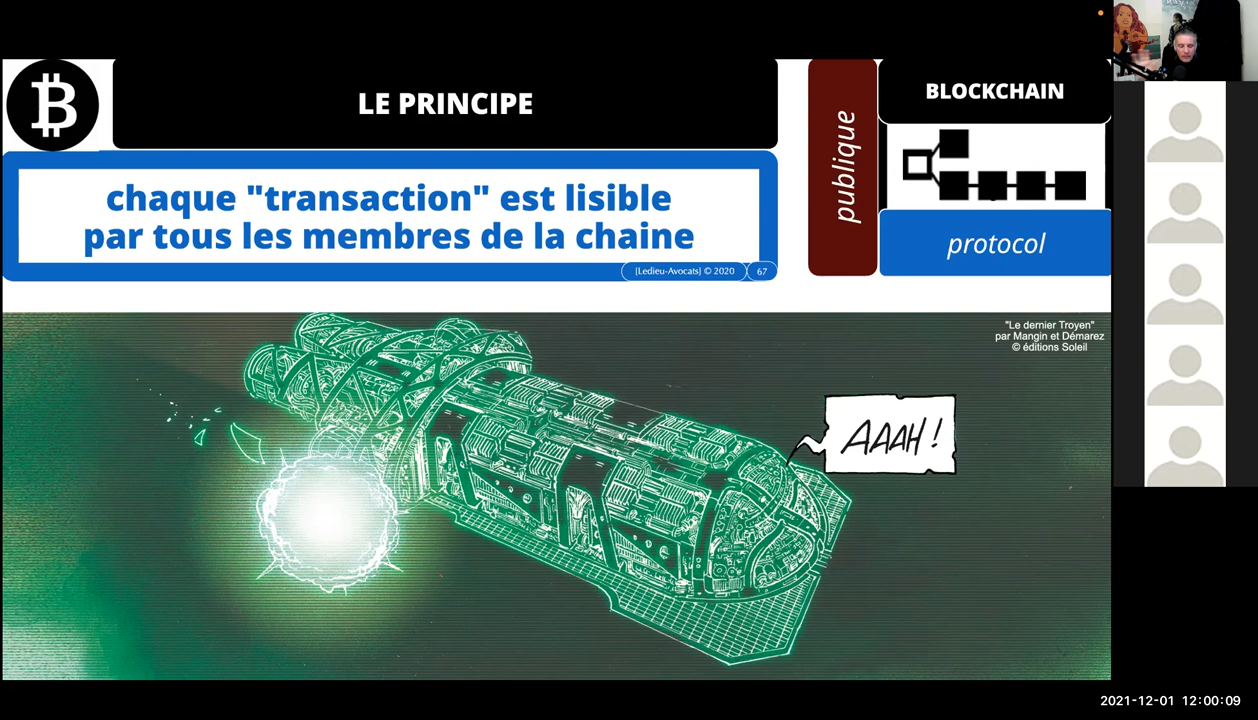 LE PRINCIPE
chaque "transaction" est lisible
par tous les membres de la chaine
[Ledieu-Avocats] © 2020
67
publique
BLOCKCHAIN
protocol
"Le dernier Troyen"
par Mangin et Démarez
© éditions Soleil
AAAH !
2021-12-01 12:00:09